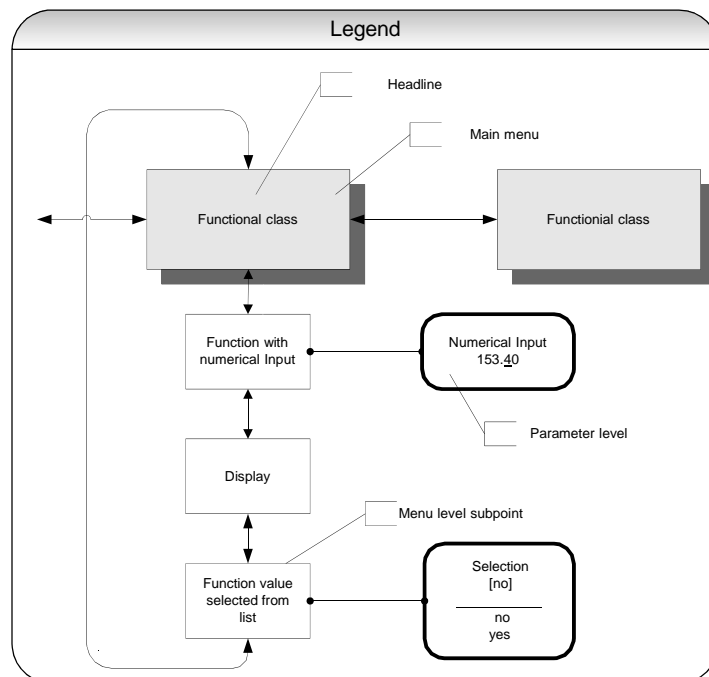 Legend
Headline
Main menu
Functional class
Functionial class
Function with
numerical Input
Numerical Input
153.40
Parameter level
Display
Menu level subpoint
Function value
selected from
list
Selection
[no]
no
yes